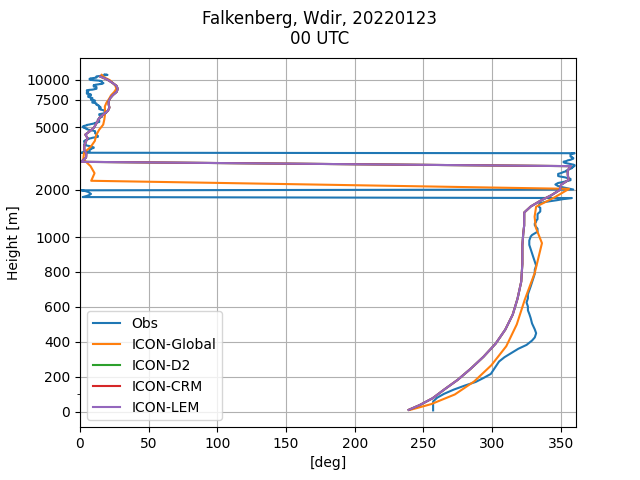 Falkenberg, Wdir, 20220123
00 UTC
Height [m]
10000
7500
5000
2000
1000
800
600
400
200
0
Obs
ICON-Global
ICON-D2
ICON-CRM
ICON-LEM
0 50 100 150 200 250 300 350
[deg]